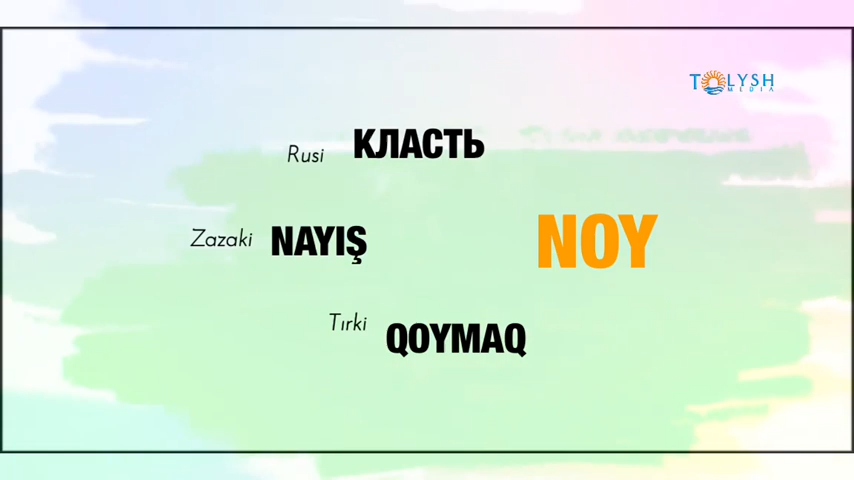 TOLYSH
MEDIA
Rusi КЛАСТЬ
Zazaki NAYIŞ
NOY
Tırki QOYMAQ